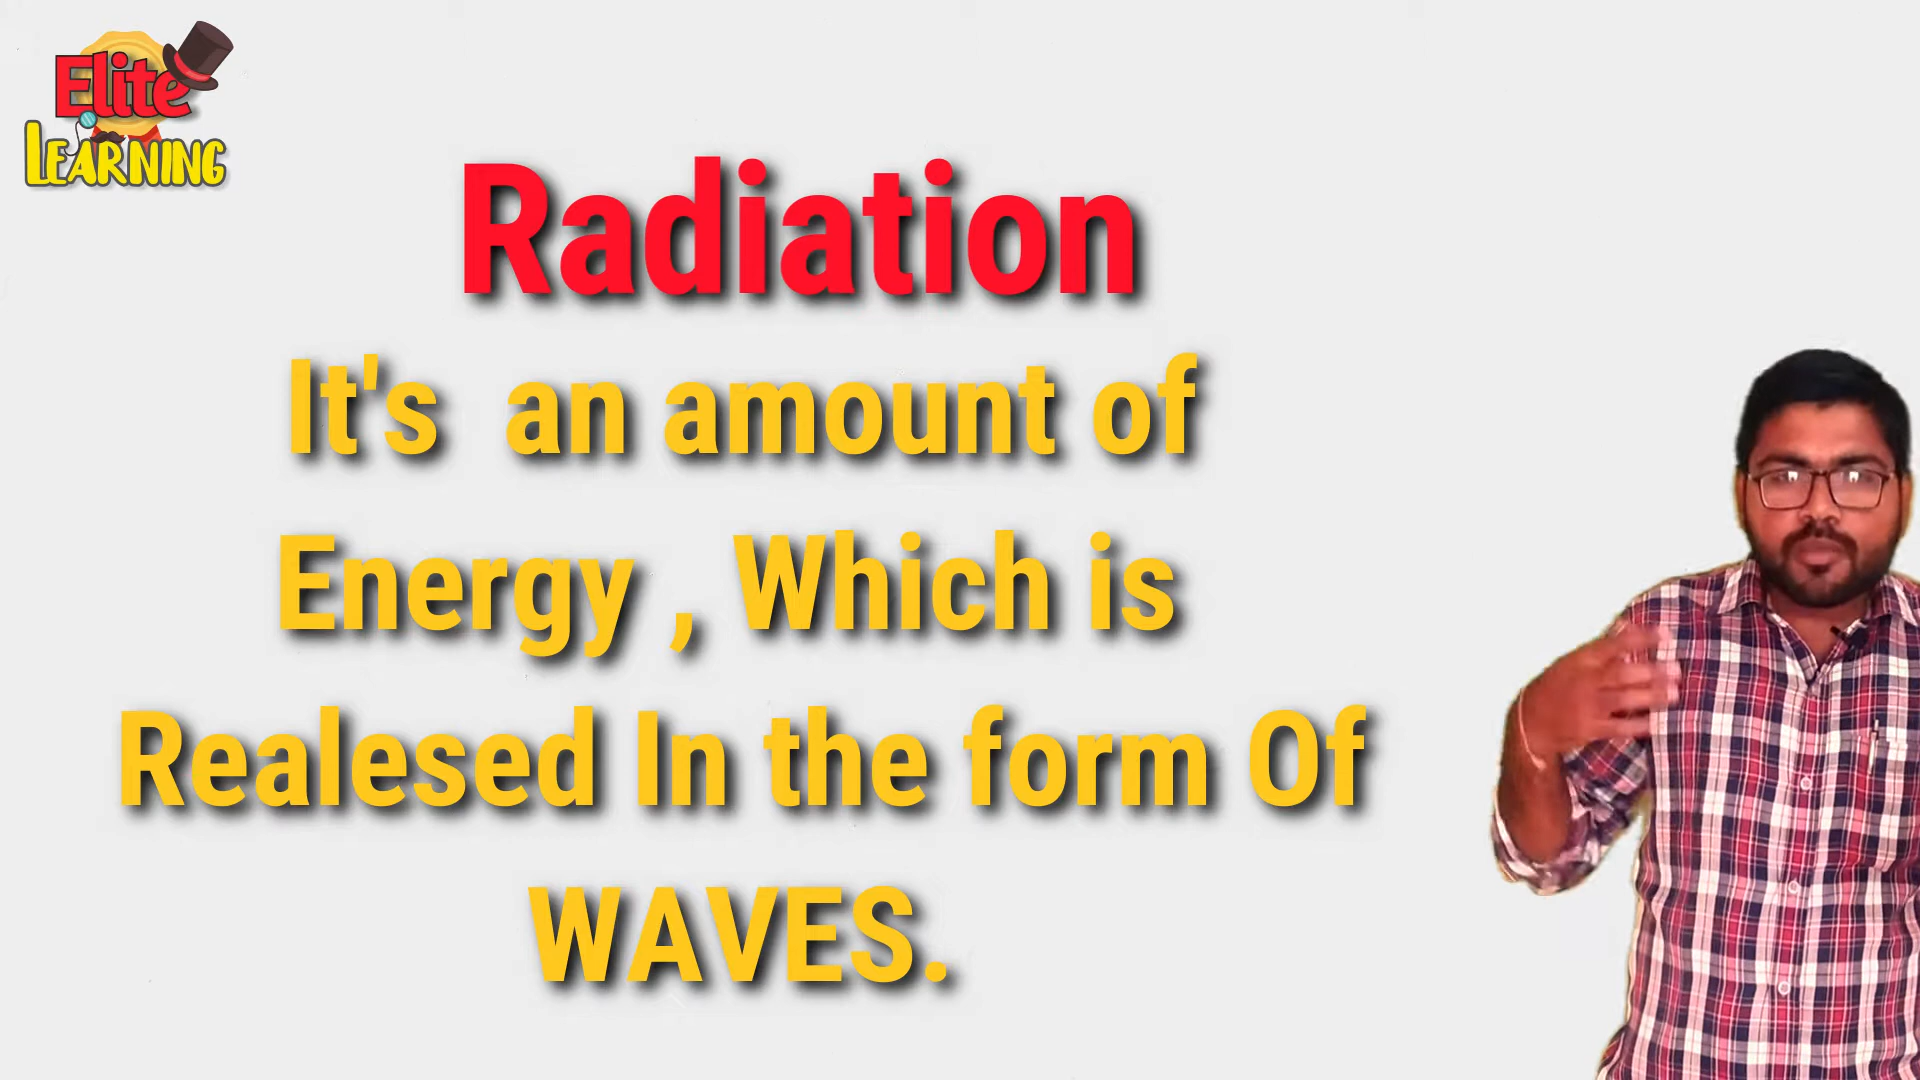 Elite
LEARNING
Radiation
It's an amount of
Energy , Which is
Realesed In the form Of
WAVES.